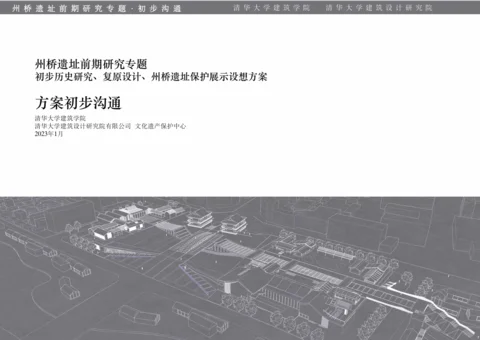 州桥遗址前期研究专题·初步沟通
清华大学建筑学院 清华大学建筑设计研究院
州桥遗址前期研究专题
初步历史研究、复原设计、州桥遗址保护展示设想方案
方案初步沟通
清华大学建筑学院
清华大学建筑设计研究院有限公司 文化遗产保护中心
2023年1月